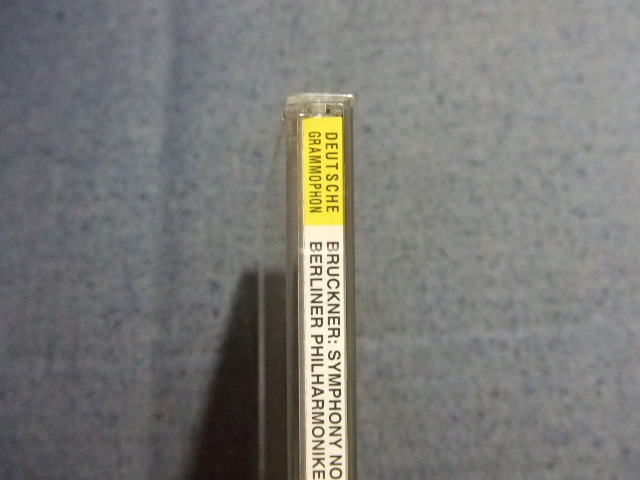 DEUTSCHE
GRAMMOPHON
BRUCKNER: SYMPHONY NO
BERLINER PHILHARMONIKE